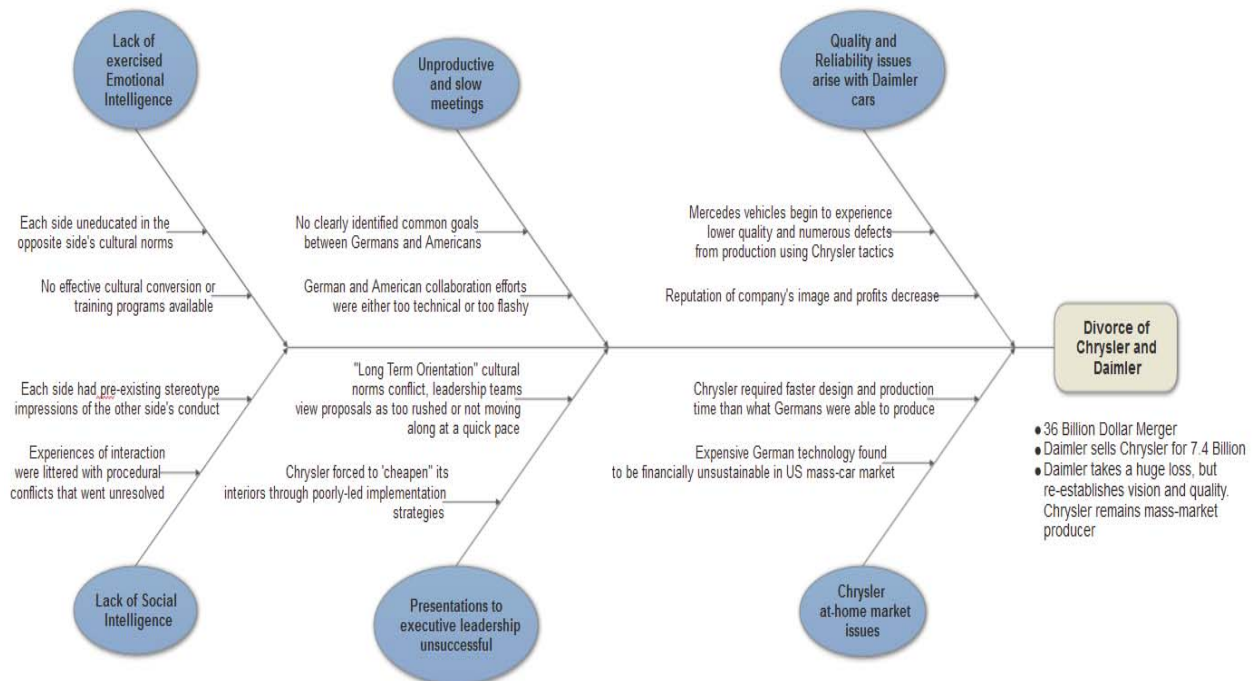 Lack of
exercised
Emotional
Intelligence
Unproductive
and slow
meetings
Quality and
Reliability issues
arise with Daimler
cars
Each side uneducated in the
opposite side's cultural norms
No effective cultural conversion or
training programs available
No clearly identified common goals
between Germans and Americans
German and American collaboration efforts
were either too technical or too flashy
Mercedes vehicles begin to experience
lower quality and numerous defects
from production using Chrysler tactics
Reputation of company's image and profits decrease
Divorce of
Chrysler and
Daimler
Each side had pre-existing stereotype
impressions of the other side's conduct
Experiences of interaction
were littered with procedural
conflicts that went unresolved
"Long Term Orientation" cultural
norms conflict, leadership teams
view proposals as too rushed or not moving
along at a quick pace
Chrysler forced to 'cheapen" its
interiors through poorly-led implementation
strategies
Chrysler required faster design and production
time than what Germans were able to produce
Expensive German technology found
to be financially unsustainable in US mass-car market
• 36 Billion Dollar Merger
• Daimler sells Chrysler for 7.4 Billion
• Daimler takes a huge loss, but
re-establishes vision and quality.
Chrysler remains mass-market
producer
Lack of Social
Intelligence
Presentations to
executive leadership
unsuccessful
Chrysler
at-home market
issues